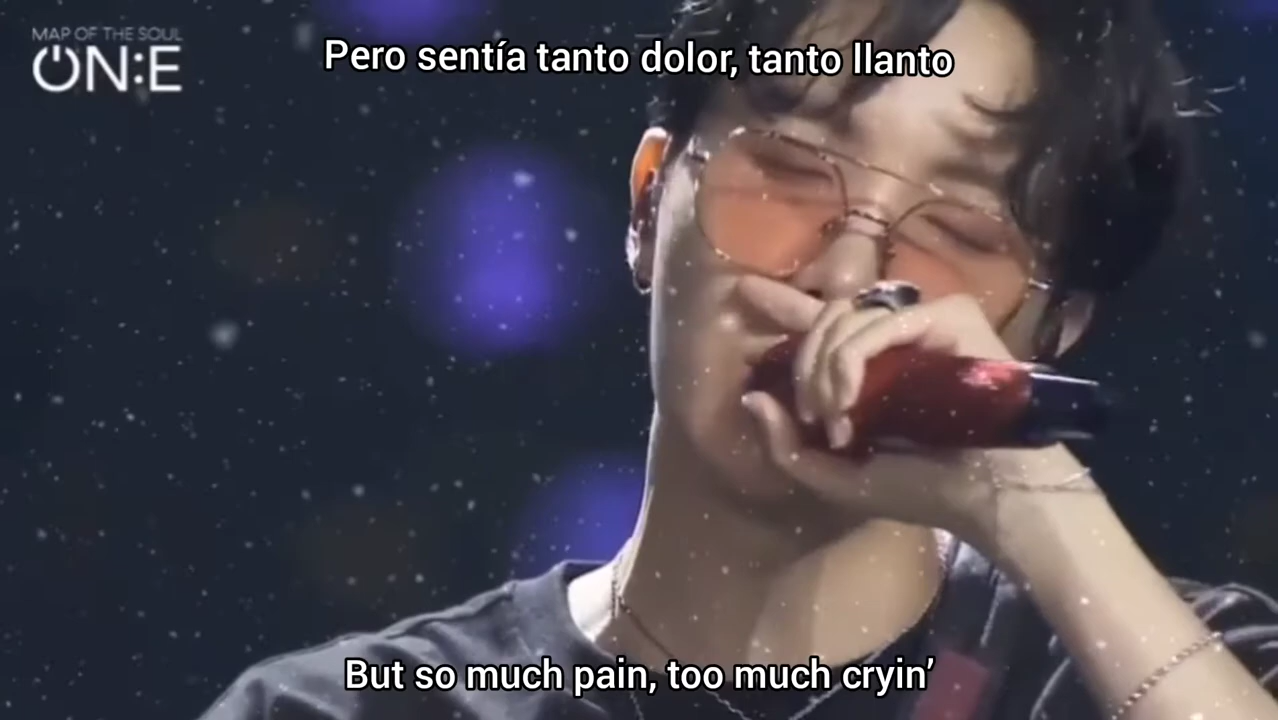 MAP OF THE SOUL
ON:E
Pero sentía tanto dolor, tanto llanto
But so much pain, too much cryin’